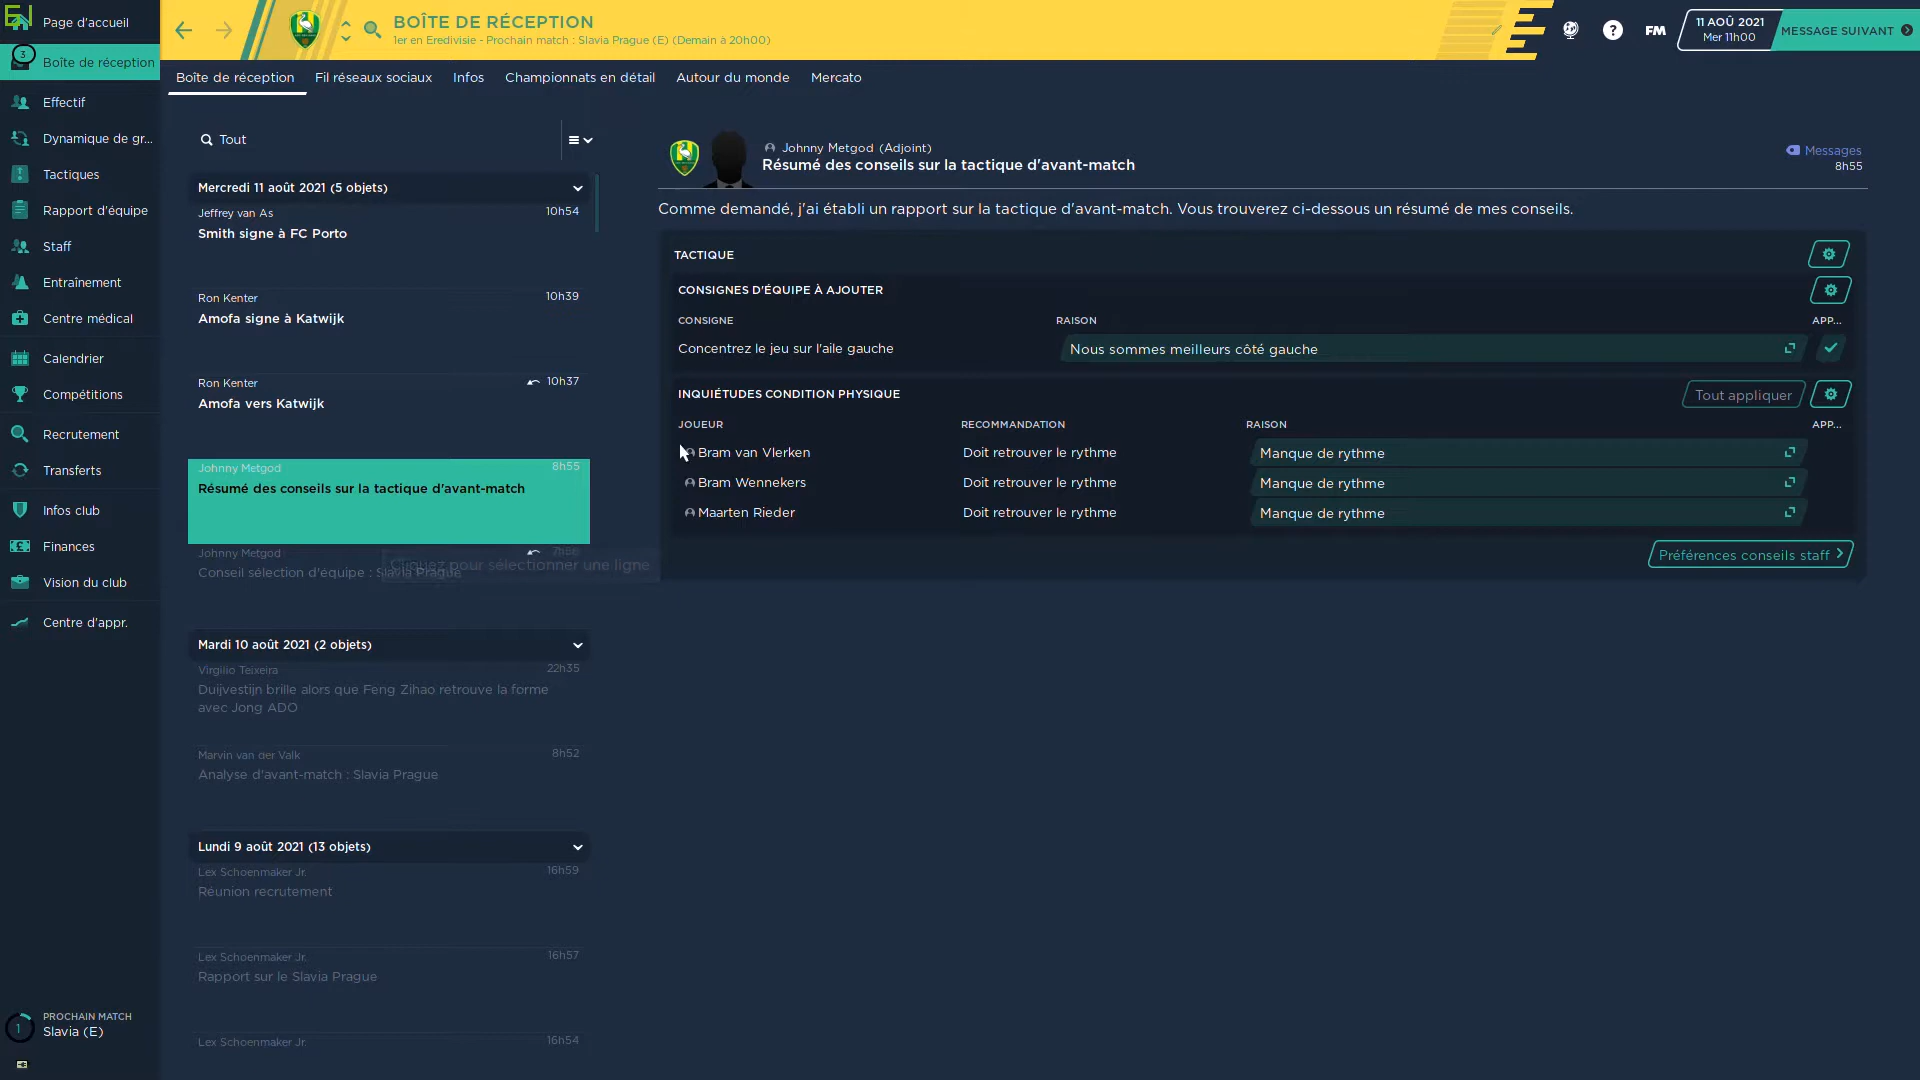 Page d'accueil
3
Boîte de réception
Effectif
Dynamique de gr...
Tactiques
Rapport d'équipe
Staff
Entraînement
Centre médical
Calendrier
Compétitions
Recrutement
Transferts
Infos club
Finances
Vision du club
Centre d'appr.
1
PROCHAIN MATCH
Slavia (E)
BOÎTE DE RÉCEPTION
1er en Eredivisie - Prochain match : Slavia Prague (E) (Demain à 20h00)
?
FM
11 AOÛ 2021
Mer 11h00
MESSAGE SUIVANT
Boîte de réception
Fil réseaux sociaux
Infos
Championnats en détail
Autour du monde
Mercato
Tout
Mercredi 11 août 2021 (5 objets)
Jeffrey van As
10h54
Smith signe à FC Porto
Ron Kenter
10h39
Amofa signe à Katwijk
Ron Kenter
10h37
Amofa vers Katwijk
Johnny Metgod
8h55
Résumé des conseils sur la tactique d'avant-match
Johnny Metgod
Conseil sélection d'équipe : Slavia Prague
Cliquez pour sélectionner une ligne
Mardi 10 août 2021 (2 objets)
Virgilio Teixeira
22h35
Duijvestijn brille alors que Feng Zihao retrouve la forme
avec Jong ADO
Marvin van der Valk
8h52
Analyse d'avant-match : Slavia Prague
Lundi 9 août 2021 (13 objets)
Lex Schoenmaker Jr.
16h59
Réunion recrutement
Lex Schoenmaker Jr.
16h57
Rapport sur le Slavia Prague
Lex Schoenmaker Jr.
16h54
Johnny Metgod (Adjoint)
Résumé des conseils sur la tactique d'avant-match
Messages
8h55
Comme demandé, j'ai établi un rapport sur la tactique d'avant-match. Vous trouverez ci-dessous un résumé de mes conseils.
TACTIQUE
CONSIGNES D'ÉQUIPE À AJOUTER
CONSIGNE RAISON APP...
Concentrez le jeu sur l'aile gauche Nous sommes meilleurs côté gauche
INQUIÉTUDES CONDITION PHYSIQUE
Tout appliquer
JOUEUR RECOMMANDATION RAISON APP...
Bram van Vlerken Doit retrouver le rythme Manque de rythme
Bram Wennekers Doit retrouver le rythme Manque de rythme
Maarten Rieder Doit retrouver le rythme Manque de rythme
Préférences conseils staff